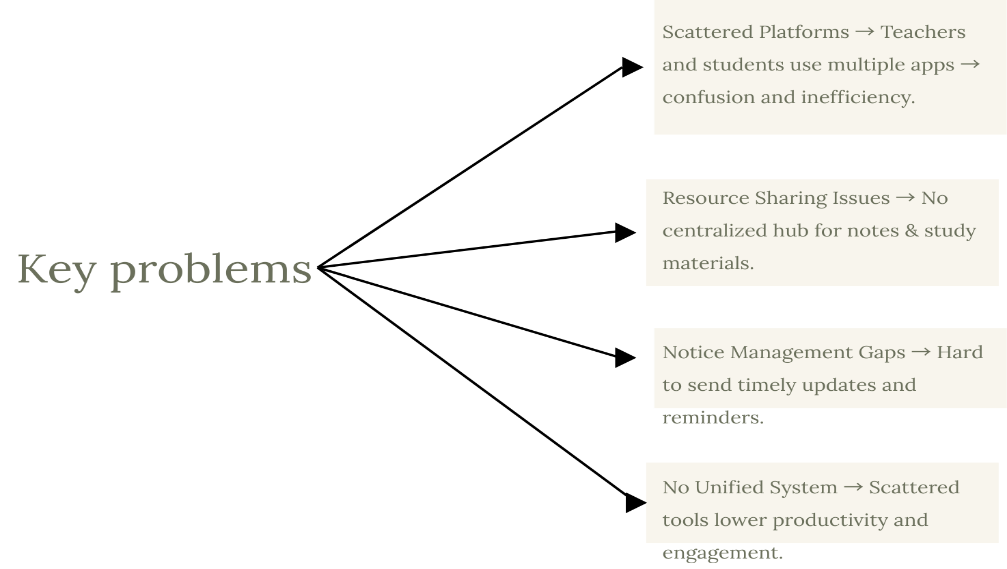 Key problems
Scattered Platforms → Teachers
and students use multiple apps →
confusion and inefficiency.
Resource Sharing Issues → No
centralized hub for notes & study
materials.
Notice Management Gaps → Hard
to send timely updates and
reminders.
No Unified System → Scattered
tools lower productivity and
engagement.